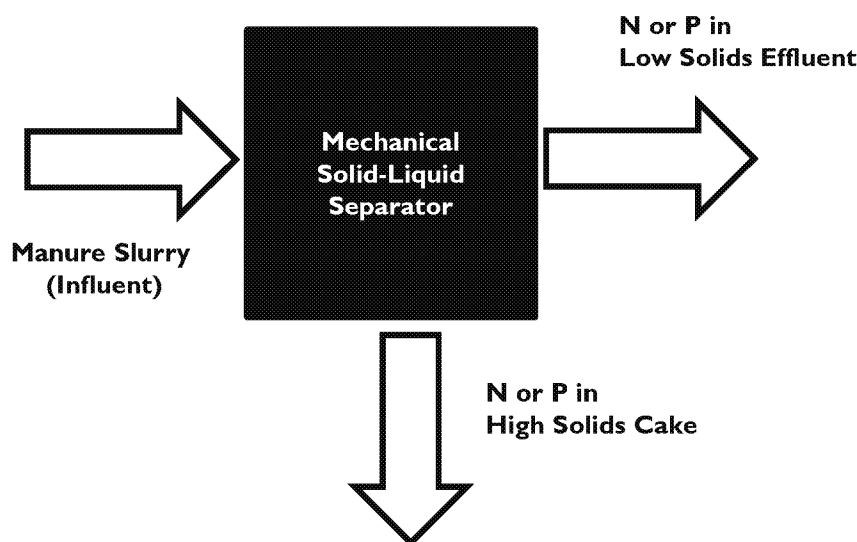 N or P in
Low Solids Effluent
Mechanical
Solid-Liquid
Separator
Manure Slurry
(Influent)
N or P in
High Solids Cake